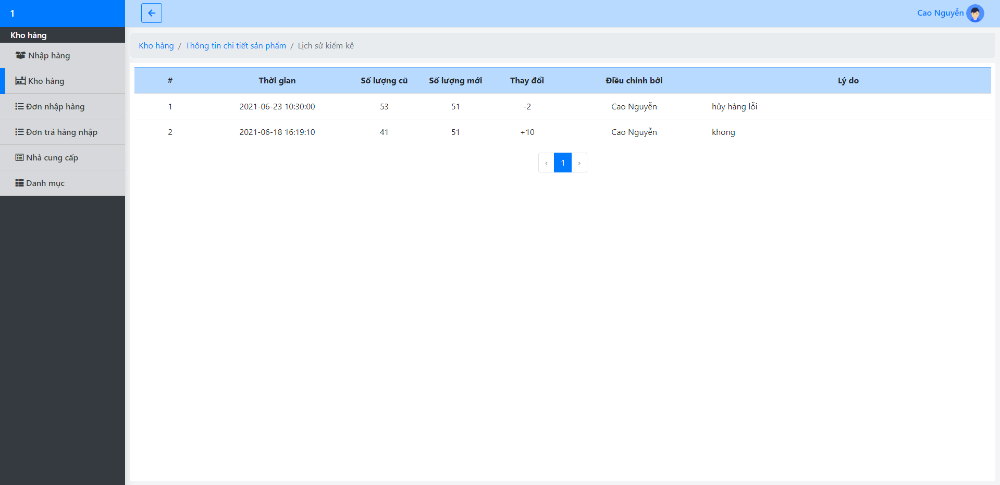 1
Cao Nguyễn
Kho hàng
Nhập hàng
Kho hàng
Đơn nhập hàng
Đơn trả hàng nhập
Nhà cung cấp
Danh mục
Kho hàng / Thông tin chi tiết sản phẩm / Lịch sử kiểm kê
# Thời gian Số lượng cũ Số lượng mới Thay đổi Điều chỉnh bởi Lý do
1 2021-06-23 10:30:00 53 51 -2 Cao Nguyễn hủy hàng lỗi
2 2021-06-18 16:19:10 41 51 +10 Cao Nguyễn khong
‹ 1 ›